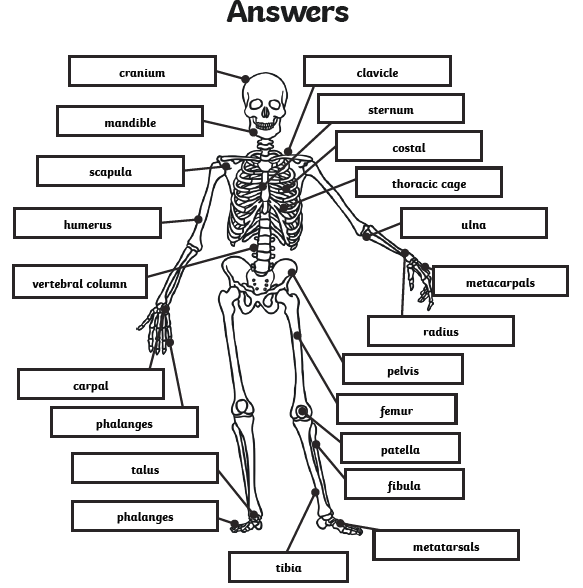 Answers
cranium
clavicle
sternum
mandible
costal
scapula
thoracic cage
humerus
ulna
vertebral column
metacarpals
radius
pelvis
carpal
femur
phalanges
patella
talus
fibula
phalanges
metatarsals
tibia